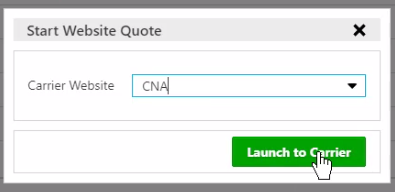 Start Website Quote
Carrier Website CNA
Launch to Carrier